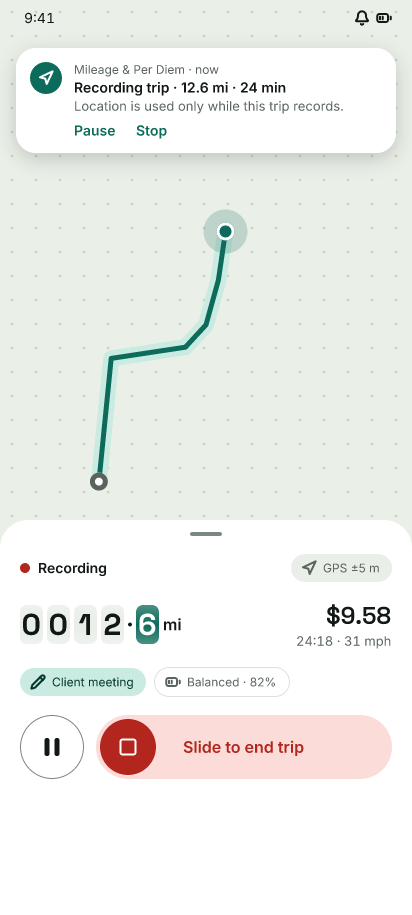 9:41
Mileage & Per Diem · now
Recording trip · 12.6 mi · 24 min
Location is used only while this trip records.
Pause Stop
Recording
GPS ±5 m
0012·6 mi
$9.58
24:18 · 31 mph
Client meeting
Balanced · 82%
Slide to end trip